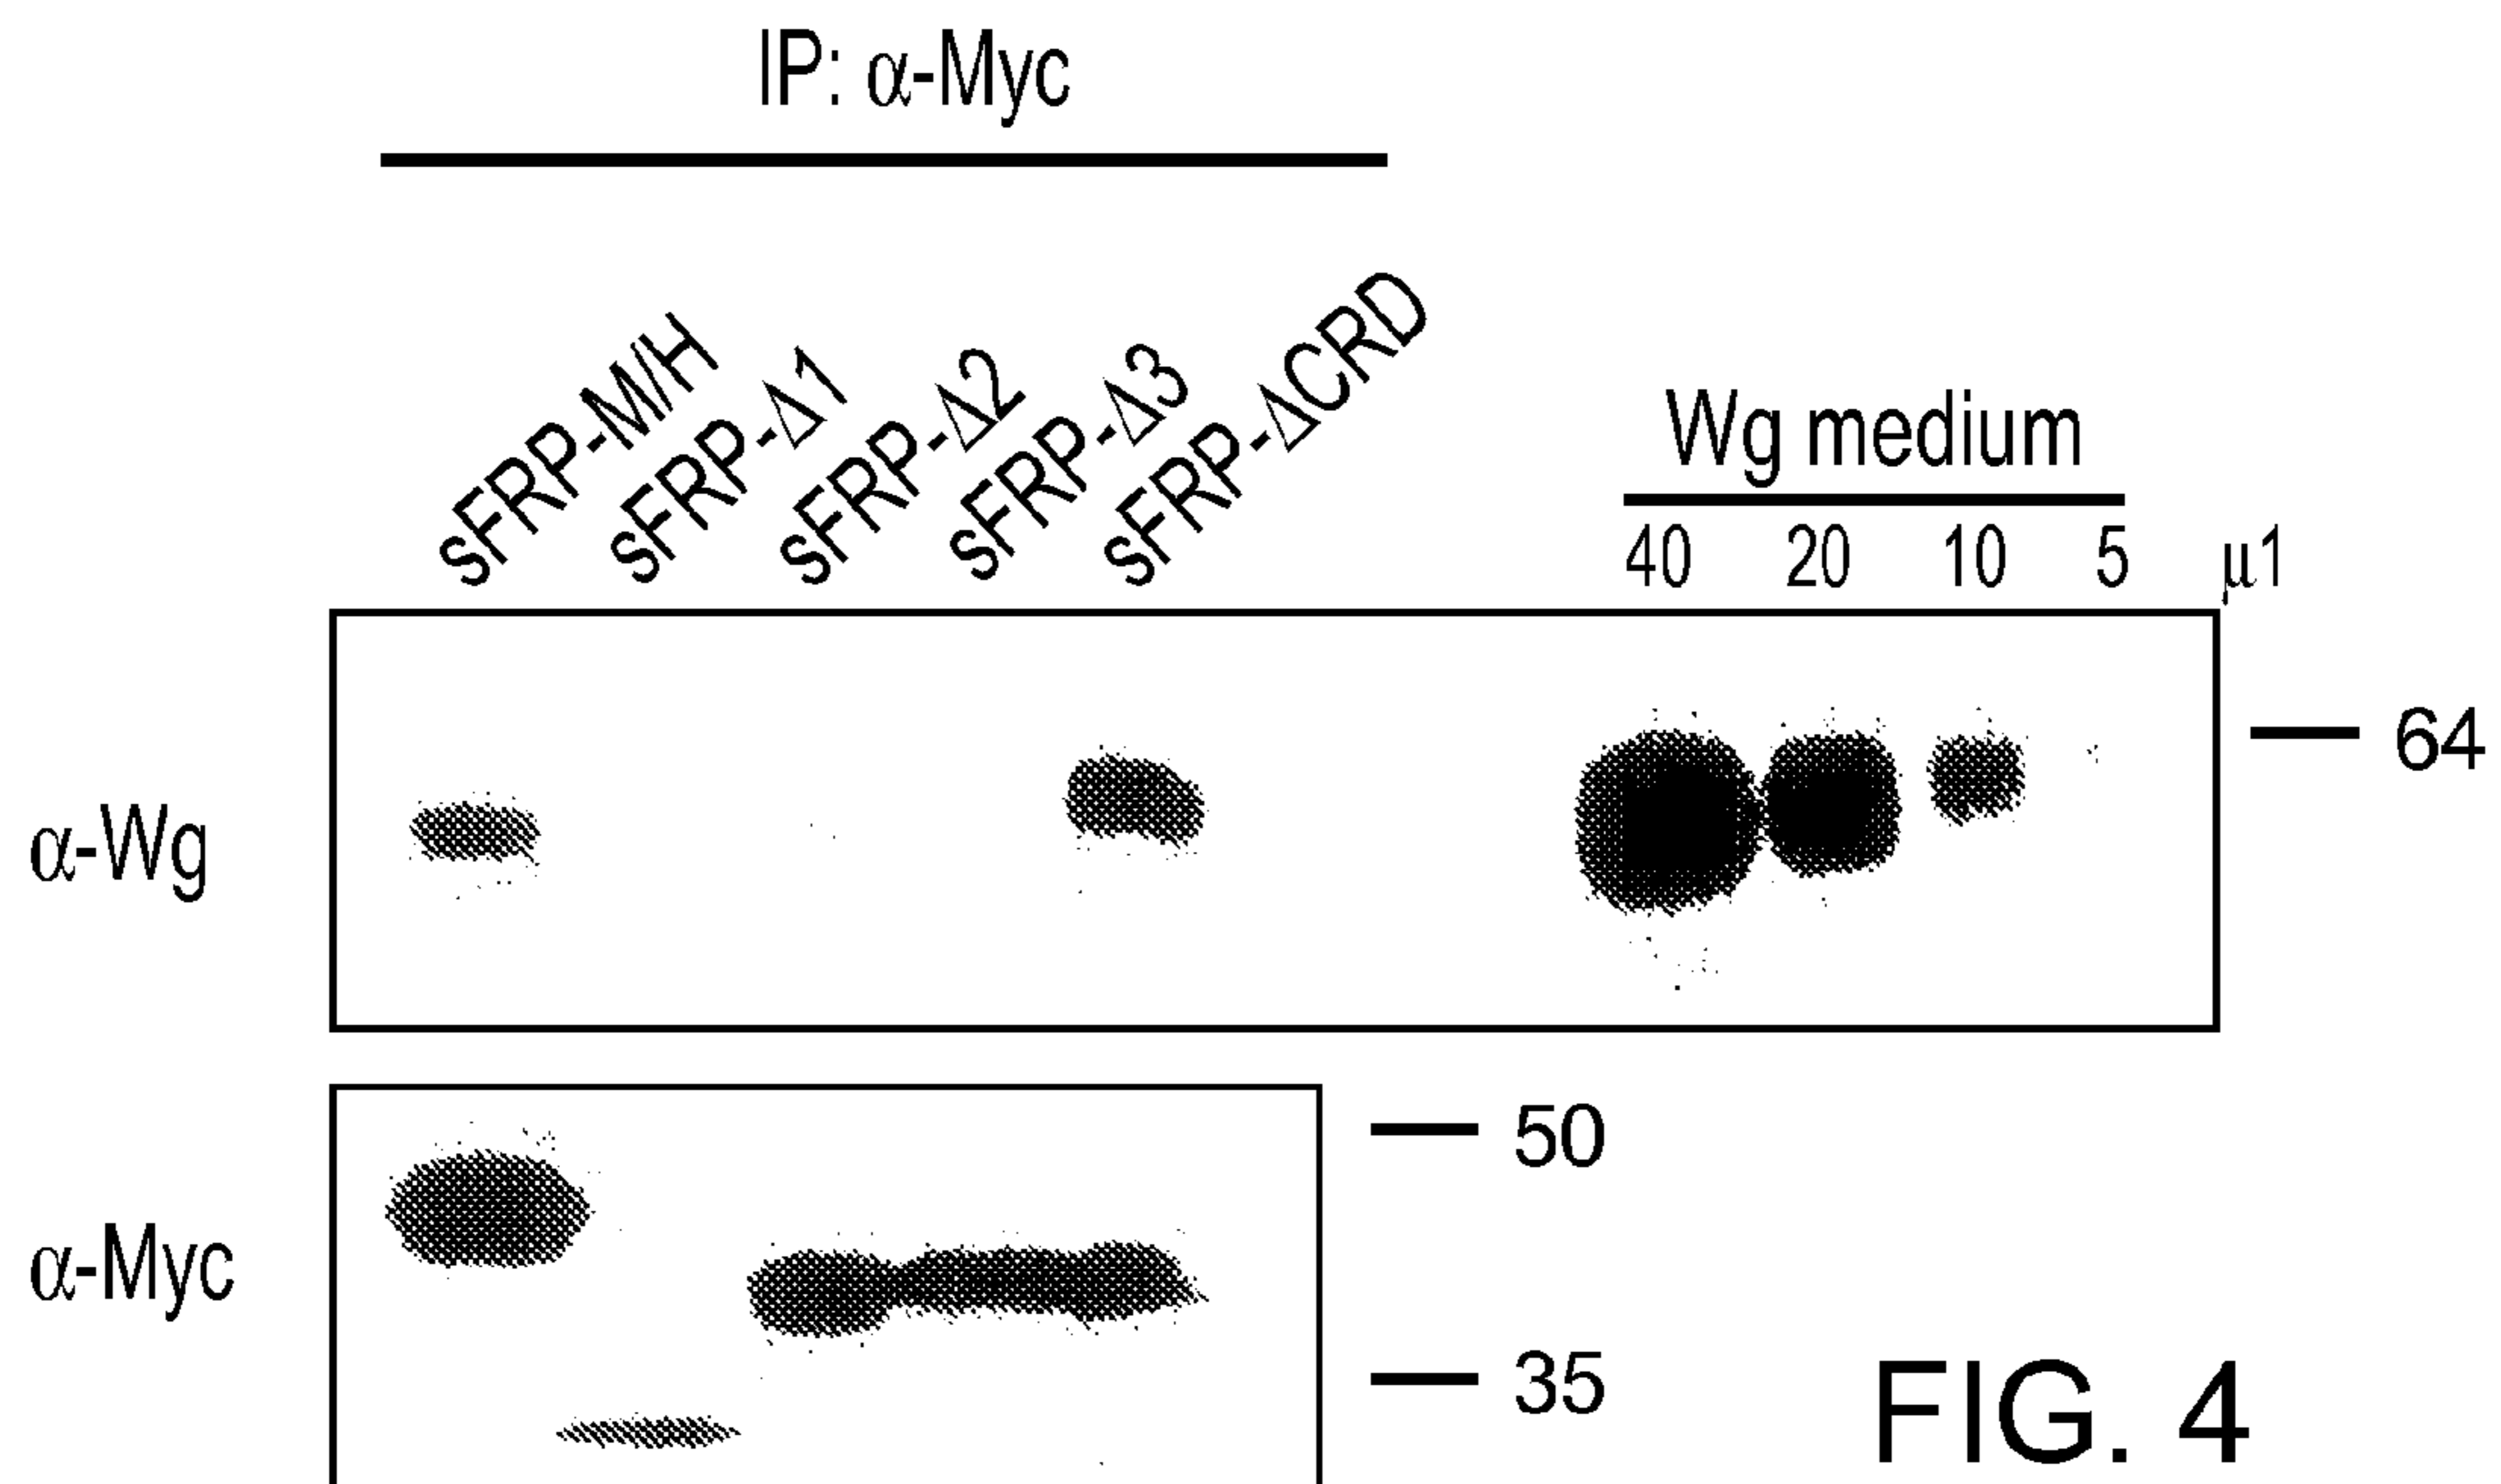 IP: α-Myc
sFRP-M/H
sFRP-Δ1
sFRP-Δ2
sFRP-Δ3
sFRP-ΔCRD
Wg medium
40 20 10 5 μ1
64
α-Wg
50
α-Myc
35
FIG. 4